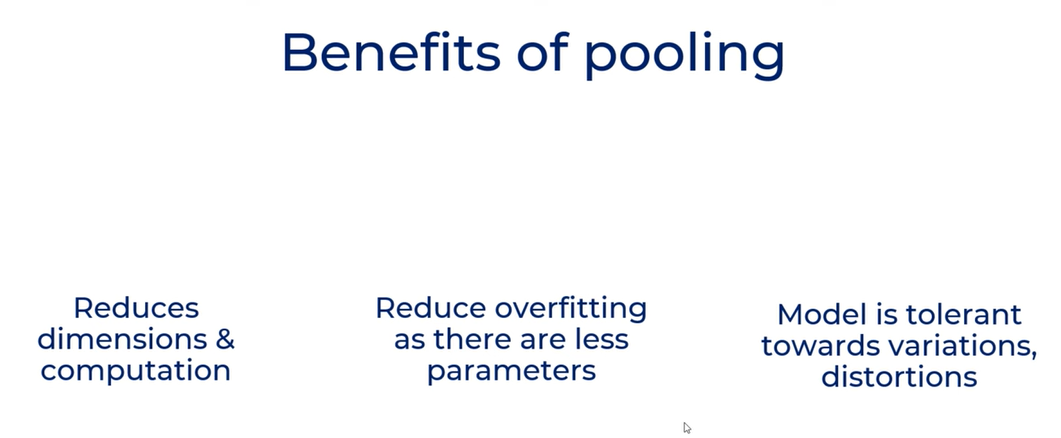 Benefits of pooling
Reduces
dimensions &
computation
Reduce overfitting
as there are less
parameters
Model is tolerant
towards variations,
distortions